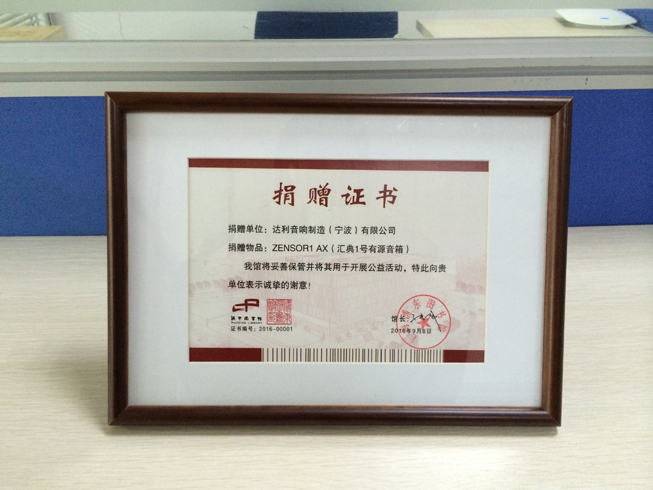 捐赠证书
捐赠单位：达利音响制造（宁波）有限公司
捐赠物品：ZENSOR1 AX（汇典1号有源音箱）
我馆将妥善保管并将其用于开展公益活动，特此向贵
单位表示诚挚的谢意！
馆长：
证书编号：2016-00001
2016年9月8日